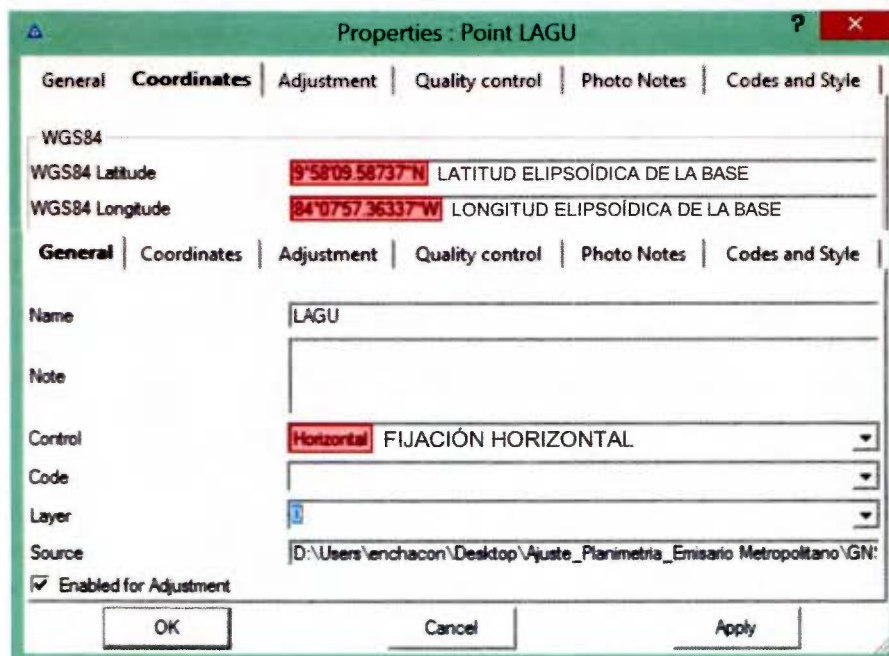 Properties : Point LAGU ? ×
General Coordinates Adjustment Quality control Photo Notes Codes and Style
WGS84
WGS84 Latitude 9°58'09.58737"N LATITUD ELIPSOÍDICA DE LA BASE
WGS84 Longitude 84°07'57.36337"W LONGITUD ELIPSOÍDICA DE LA BASE
General Coordinates Adjustment Quality control Photo Notes Codes and Style
Name LAGU
Note
Control Horizontal FIJACIÓN HORIZONTAL
Code
Layer
Source D:\Users\enchacon\Desktop\Ajuste_Planimetria_Emisario Metropolitano\GNS
Enabled for Adjustment
OK Cancel Apply